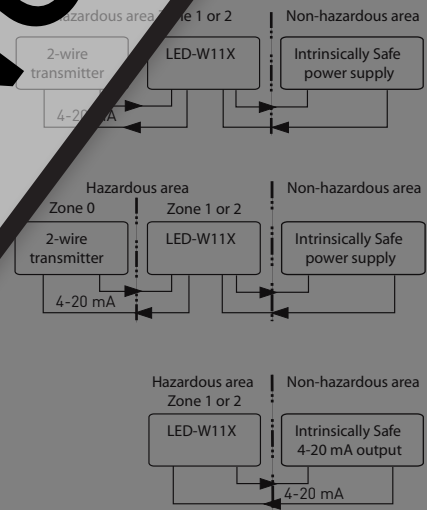 Hazardous area Zone 1 or 2
Non-hazardous area
2-wire
transmitter
LED-W11X
Intrinsically Safe
power supply
4-20 mA
Hazardous area
Non-hazardous area
Zone 0
Zone 1 or 2
2-wire
transmitter
LED-W11X
Intrinsically Safe
power supply
4-20 mA
Hazardous area
Zone 1 or 2
Non-hazardous area
LED-W11X
Intrinsically Safe
4-20 mA output
4-20 mA